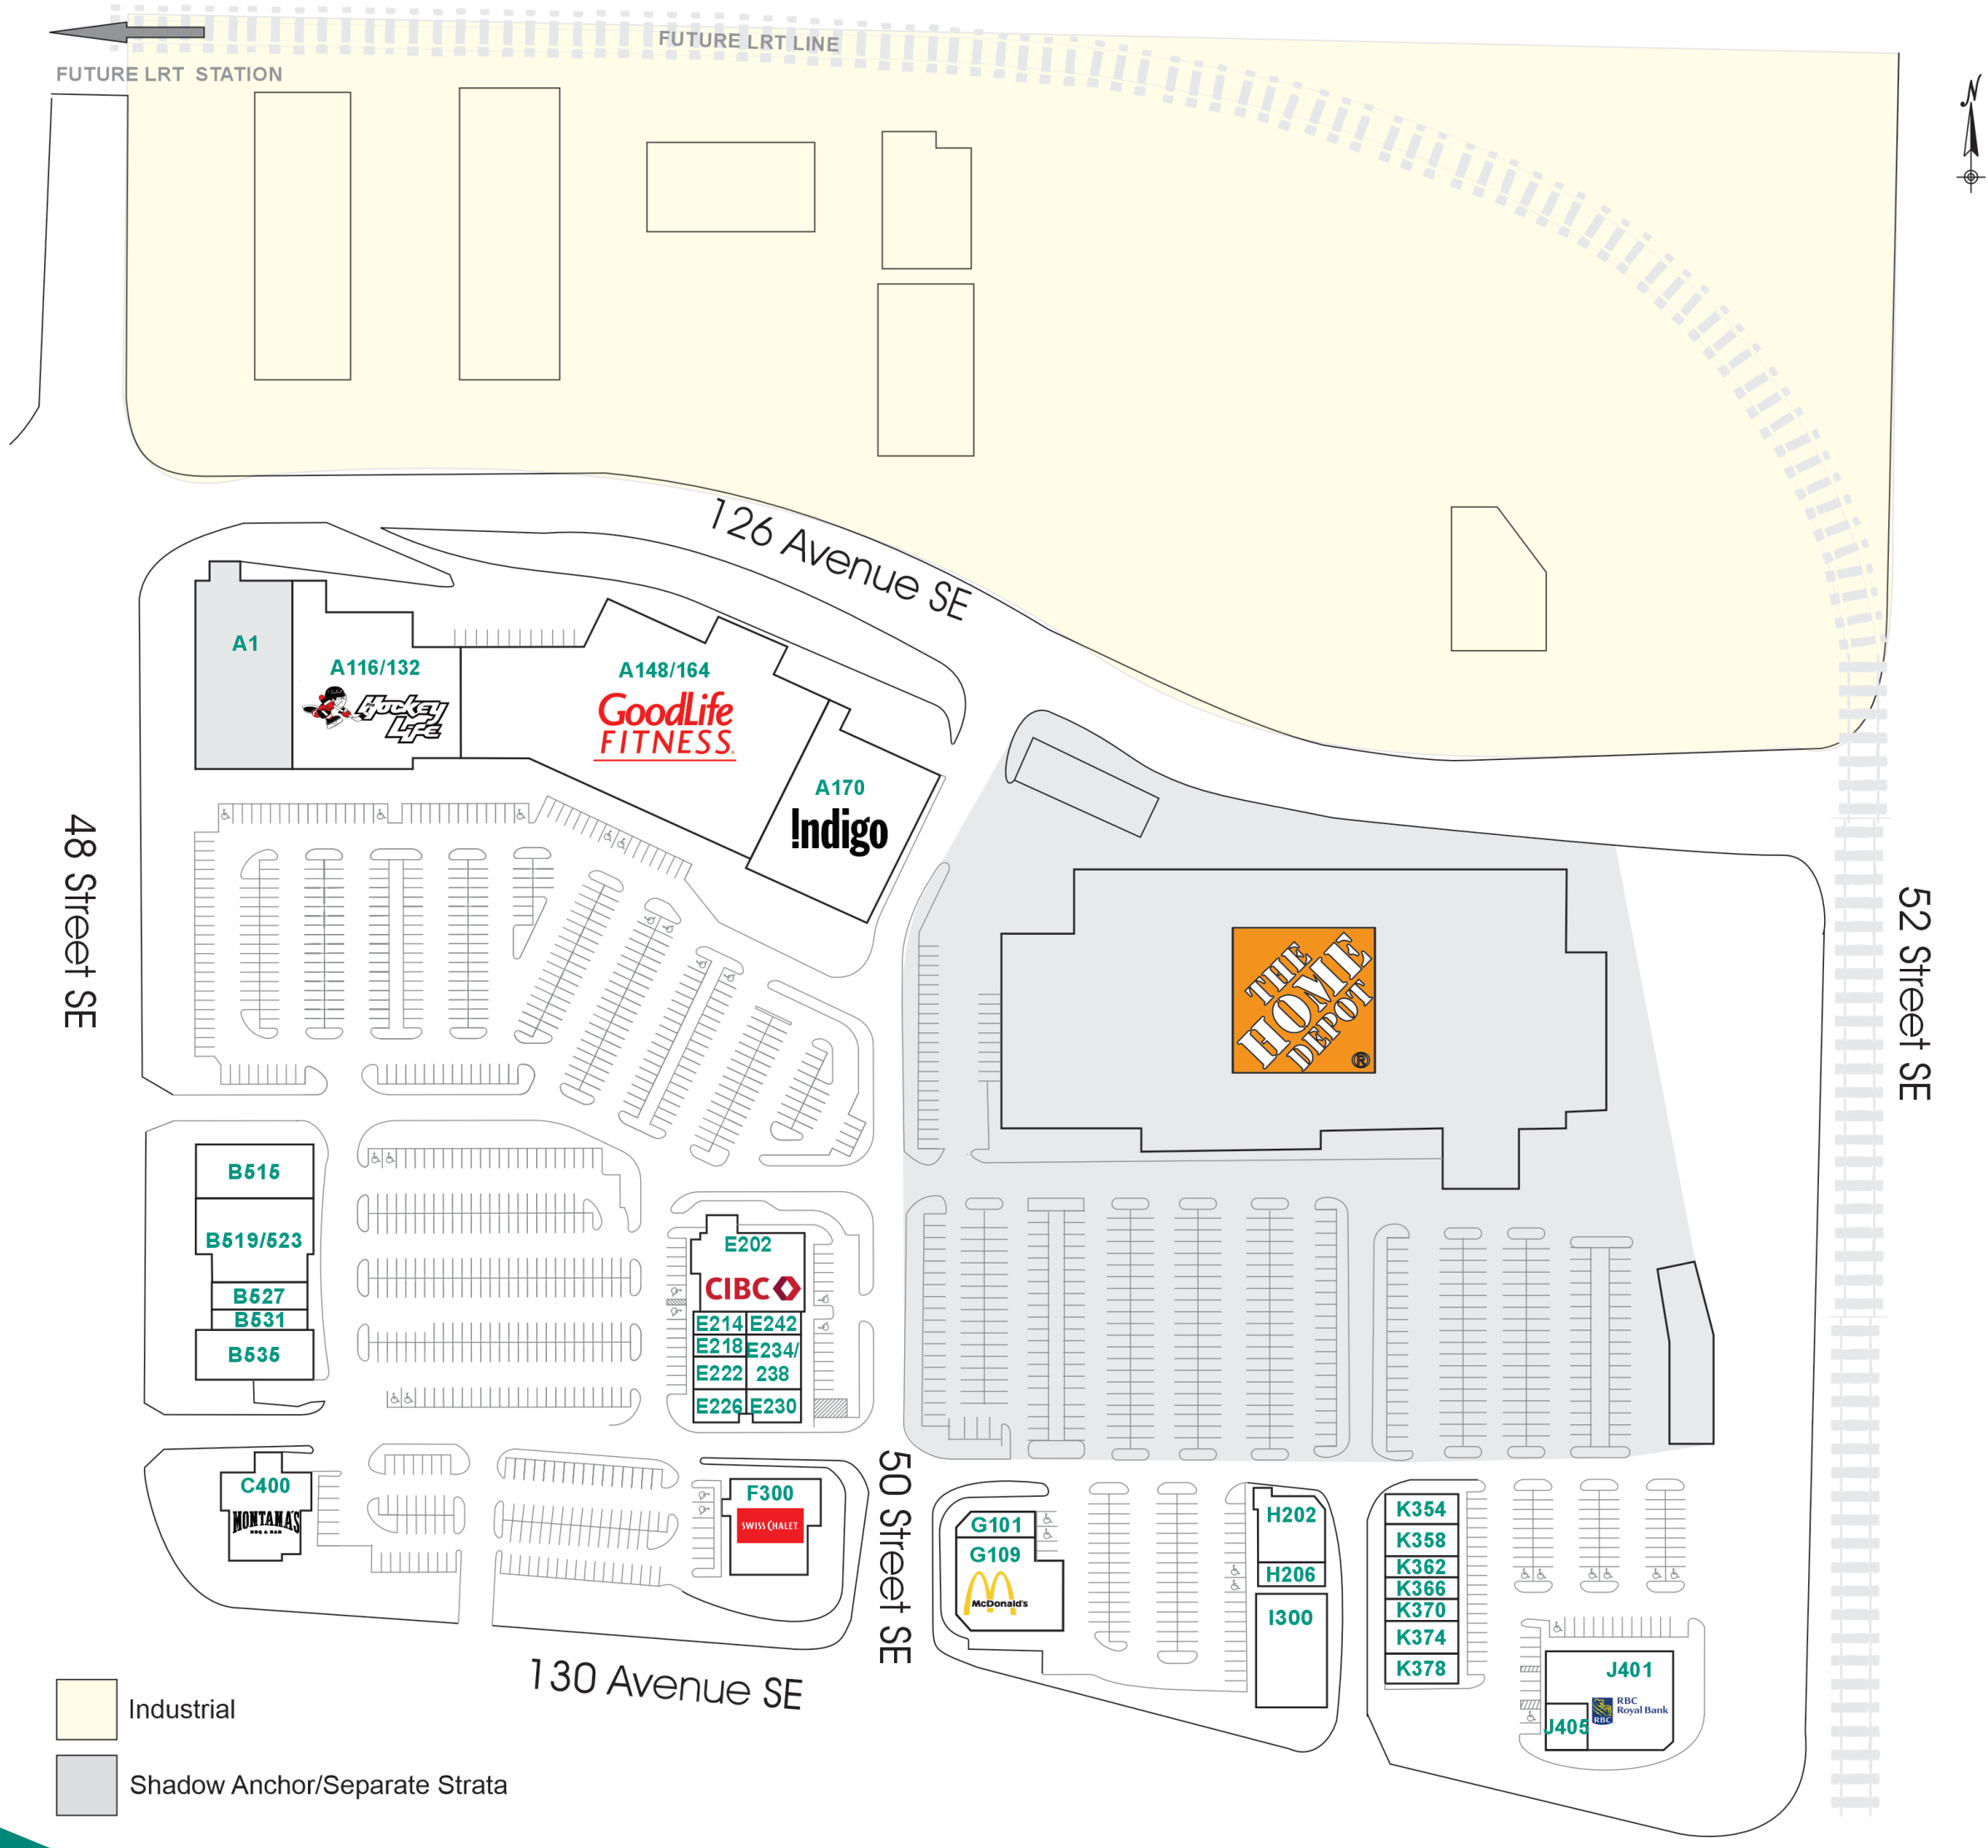 FUTURE LRT LINE
FUTURE LRT STATION
N
126 Avenue SE
A1
A116/132
Hockey
Life
A148/164
GoodLife
FITNESS
A170
!ndigo
48 Street SE
52 Street SE
THE
HOME
DEPOT
®
B515
B519/523
B527
B531
B535
E202
CIBC
E214
E242
E218
E234/
238
E222
E226
E230
C400
MONTANA'S
BBQ & BAR
F300
SWISS CHALET
50 Street SE
G101
G109
McDonald's
H202
H206
I300
K354
K358
K362
K366
K370
K374
K378
J401
RBC
RBC
Royal Bank
J405
130 Avenue SE
Industrial
Shadow Anchor/Separate Strata